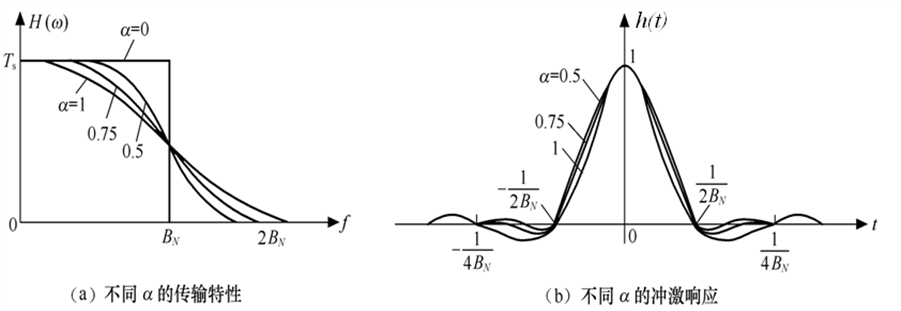 H(ω)
α=0
T_s
α=1
0.75
0.5
0
B_N
2B_N
f
(a) 不同 α 的传输特性
h(t)
1
α=0.5
0.75
1
-1/2B_N
1/2B_N
0
t
-1/4B_N
1/4B_N
(b) 不同 α 的冲激响应